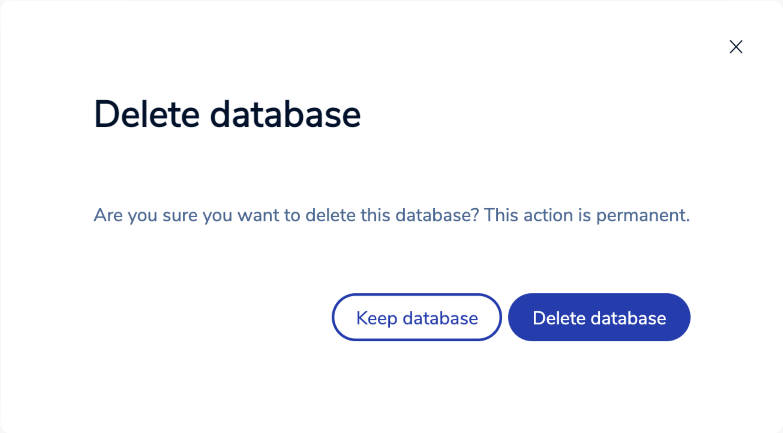 Delete database
Are you sure you want to delete this database? This action is permanent.
Keep database
Delete database